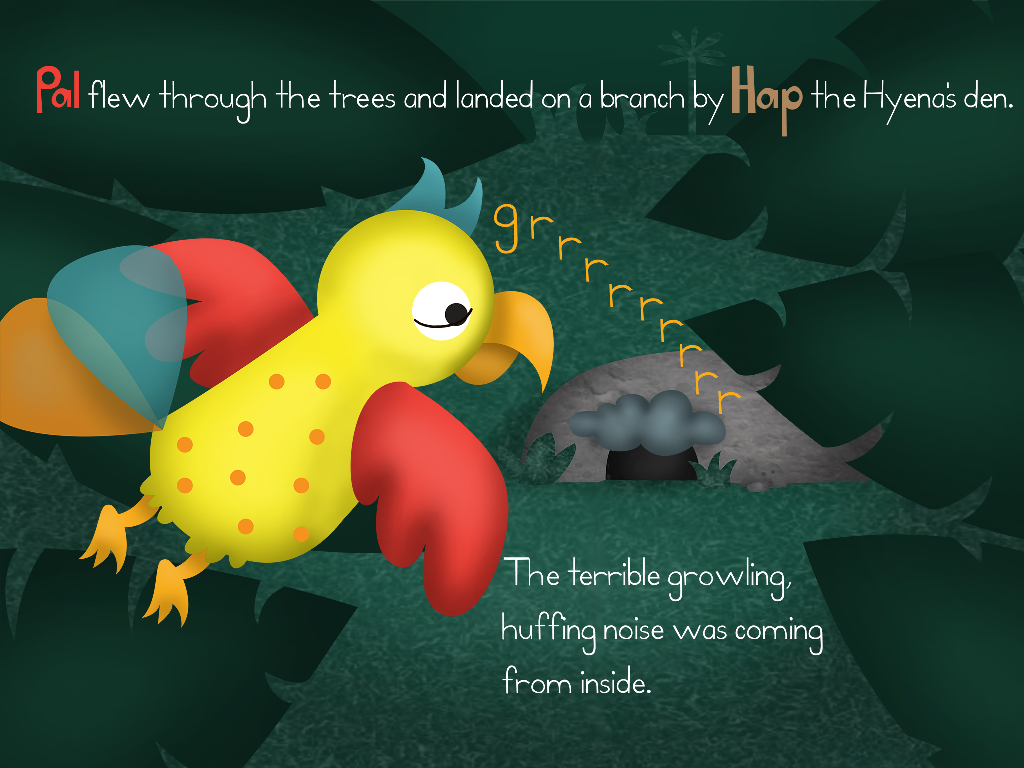 Pal flew through the trees and landed on a branch by Hap the Hyena's den.
grrrrrrrrr
The terrible growling,
huffing noise was coming
from inside.